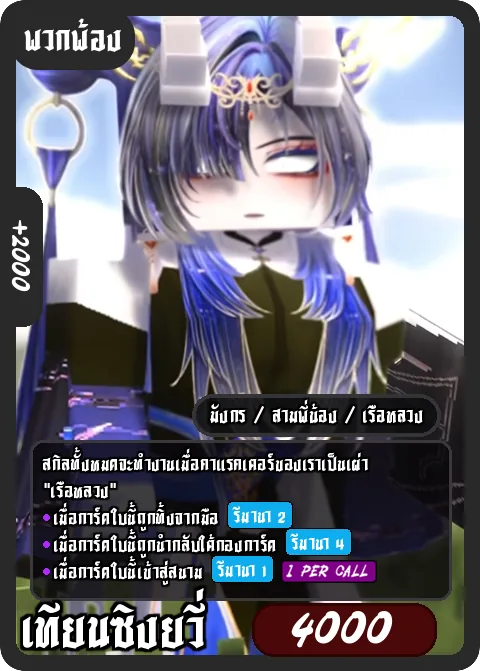 พวกพ้อง
+2000
มังกร / สามพี่น้อง / เรือหลวง
สกิลทั้งหมดจะทำงานเมื่อคาแรคเตอร์ของเราเป็นเผ่า
"เรือหลวง"
•เมื่อการ์ดใบนี้ถูกทิ้งจากมือ รีมานา 2
•เมื่อการ์ดใบนี้ถูกนำกลับใต้กองการ์ด รีมานา 4
•เมื่อการ์ดใบนี้เข้าสู่สนาม รีมานา 1 1 PER CALL
เทียนซิงยวี่ 4000